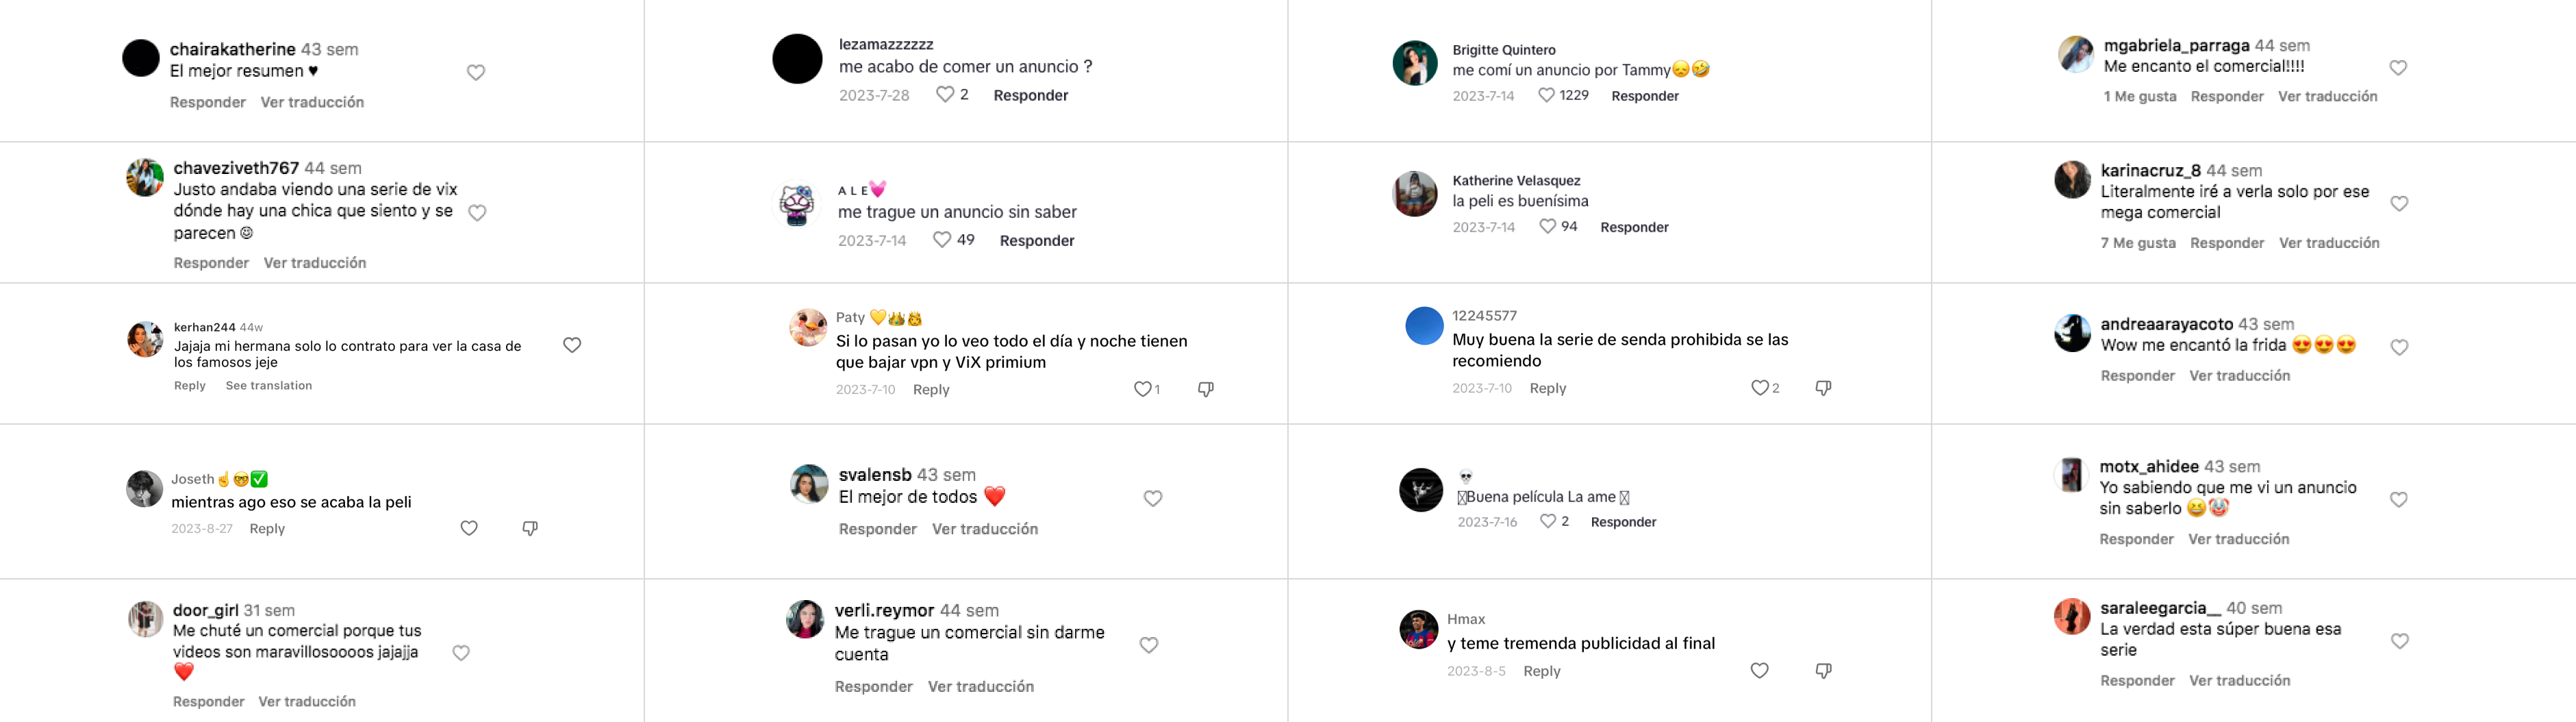 chairakatherine 43 sem
El mejor resumen ♥
Responder Ver traducción
lezamazzzzzz
me acabo de comer un anuncio ?
2023-7-28 2 Responder
Brigitte Quintero
me comí un anuncio por Tammy😞🤣
2023-7-14 1229 Responder
mgabriela_parraga 44 sem
Me encanto el comercial!!!!
1 Me gusta Responder Ver traducción
chaveziveth767 44 sem
Justo andaba viendo una serie de vix
dónde hay una chica que siento y se
parecen ☺
Responder Ver traducción
A L E💓
me trague un anuncio sin saber
2023-7-14 49 Responder
Katherine Velasquez
la peli es buenísima
2023-7-14 94 Responder
karinacruz_8 44 sem
Literalmente iré a verla solo por ese
mega comercial
7 Me gusta Responder Ver traducción
kerhan244 44w
Jajaja mi hermana solo lo contrato para ver la casa de
los famosos jeje
Reply See translation
Paty 💛👑👸
Si lo pasan yo lo veo todo el día y noche tienen
que bajar vpn y ViX primium
2023-7-10 Reply 1
12245577
Muy buena la serie de senda prohibida se las
recomiendo
2023-7-10 Reply 2
andreaarayacoto 43 sem
Wow me encantó la frida 😍😍😍
Responder Ver traducción
Joseth☝🤓✅
mientras ago eso se acaba la peli
2023-8-27 Reply
svalensb 43 sem
El mejor de todos ❤️
Responder Ver traducción
💀
Buena película La ame
2023-7-16 2 Responder
motx_ahidee 43 sem
Yo sabiendo que me vi un anuncio
sin saberlo 😆🤡
Responder Ver traducción
door_girl 31 sem
Me chuté un comercial porque tus
videos son maravillosoooos jajajja
❤️
Responder Ver traducción
verli.reymor 44 sem
Me trague un comercial sin darme
cuenta
Responder Ver traducción
Hmax
y teme tremenda publicidad al final
2023-8-5 Reply
saraleegarcia__ 40 sem
La verdad esta súper buena esa
serie
Responder Ver traducción